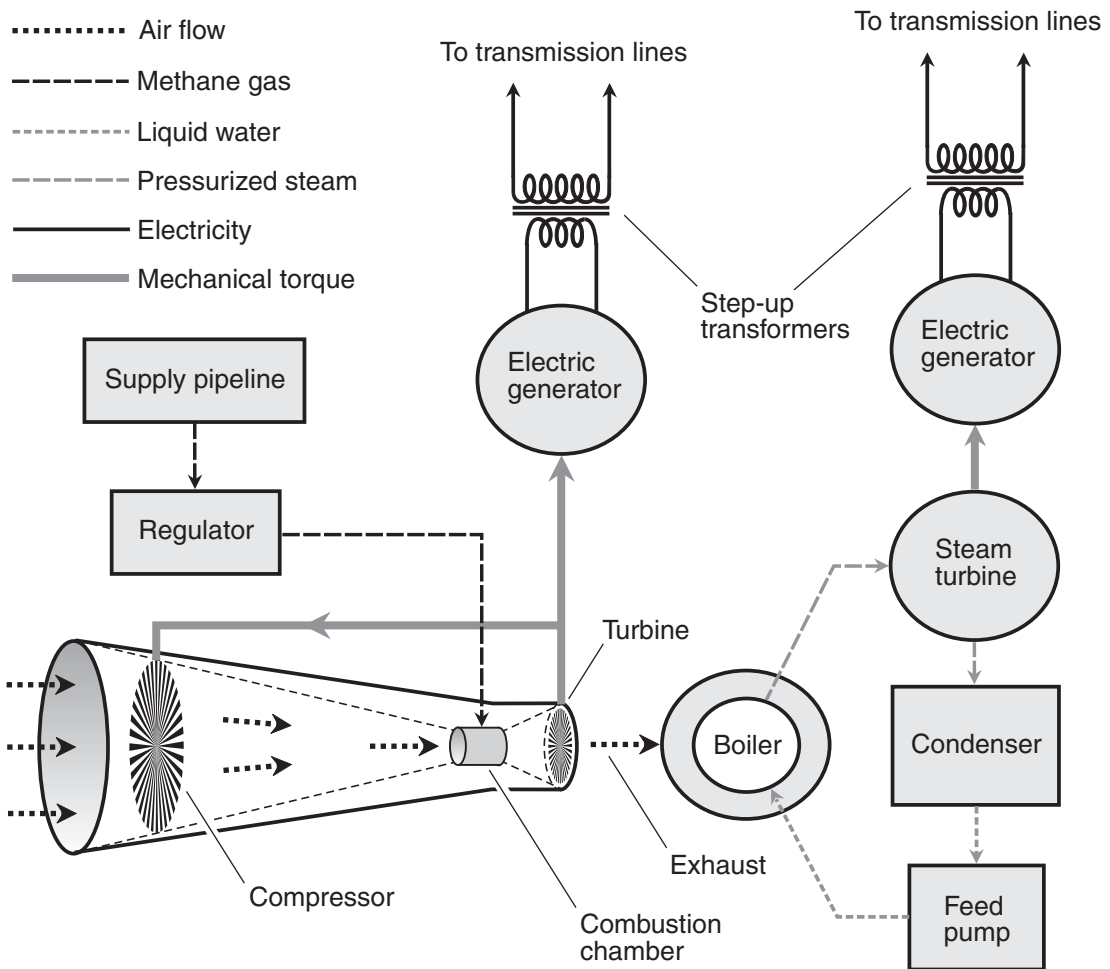 Air flow
Methane gas
Liquid water
Pressurized steam
Electricity
Mechanical torque
To transmission lines
To transmission lines
Step-up
transformers
Electric
generator
Electric
generator
Supply pipeline
Regulator
Steam
turbine
Turbine
Boiler
Condenser
Exhaust
Compressor
Combustion
chamber
Feed
pump